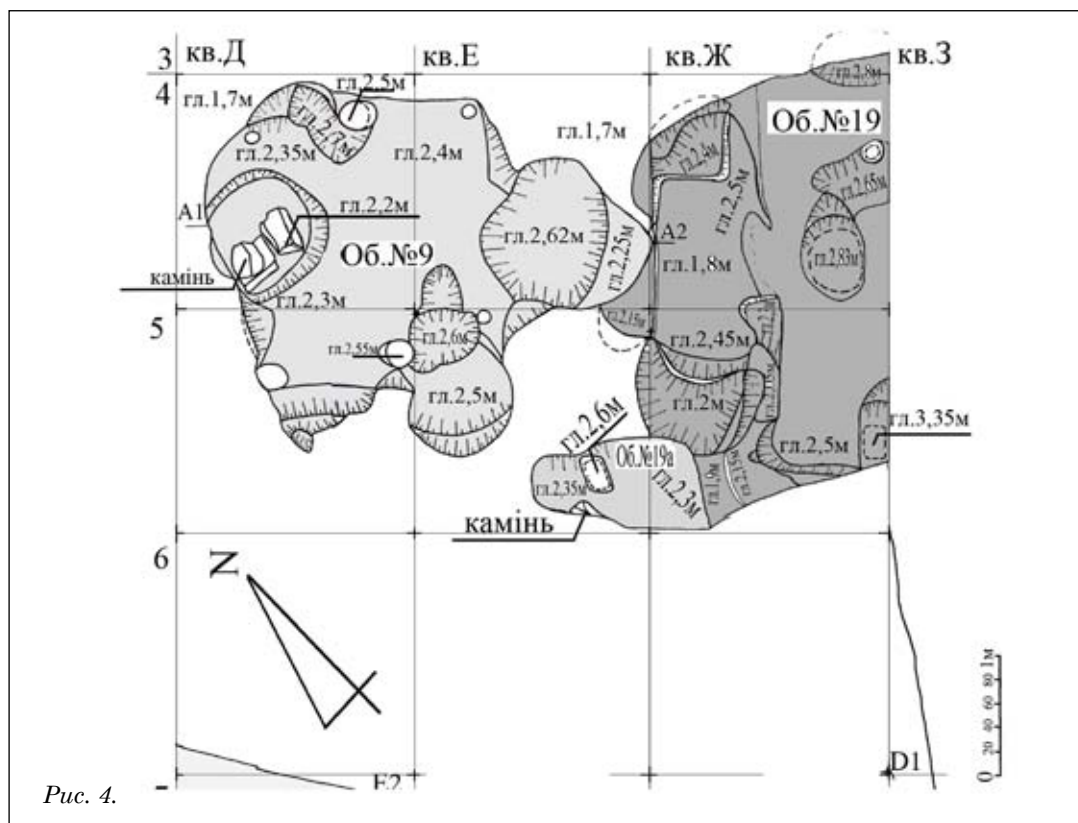 3 кв.Д кв.Е кв.Ж кв.З
4
гл.1,7м гл.2,5м гл.2,8м
Об.№19
гл.2,7м гл.1,7м
гл.2,35м гл.2,4м гл.2,4м
гл.2,5м гл.2,65м
А1 гл.2,2м А2
Об.№9 гл.2,62м гл.2,25м гл.1,8м гл.2,83м
камінь
гл.2,3м
5 гл.2,15м
гл.2,6м гл.2,45м
гл.2,55м
гл.2,5м гл.2м гл.3,35м
гл.2,6м
Об.№19а гл.2,5м
гл.2,35м гл.2,3м
камінь
6
N
1м
80
60
40
20
0
Е2 D1
Рис. 4.